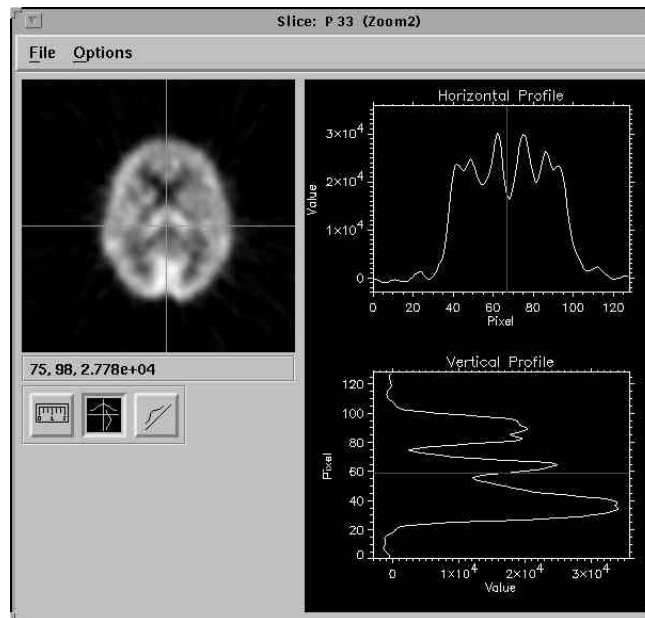 Slice: P 33 (Zoom2)
File Options
Horizontal Profile
3×10⁴
2×10⁴
1×10⁴
0
Value
0 20 40 60 80 100 120
Pixel
75, 98, 2.778e+04
Vertical Profile
120
100
80
60
40
20
0
Pixel
0 1×10⁴ 2×10⁴ 3×10⁴
Value